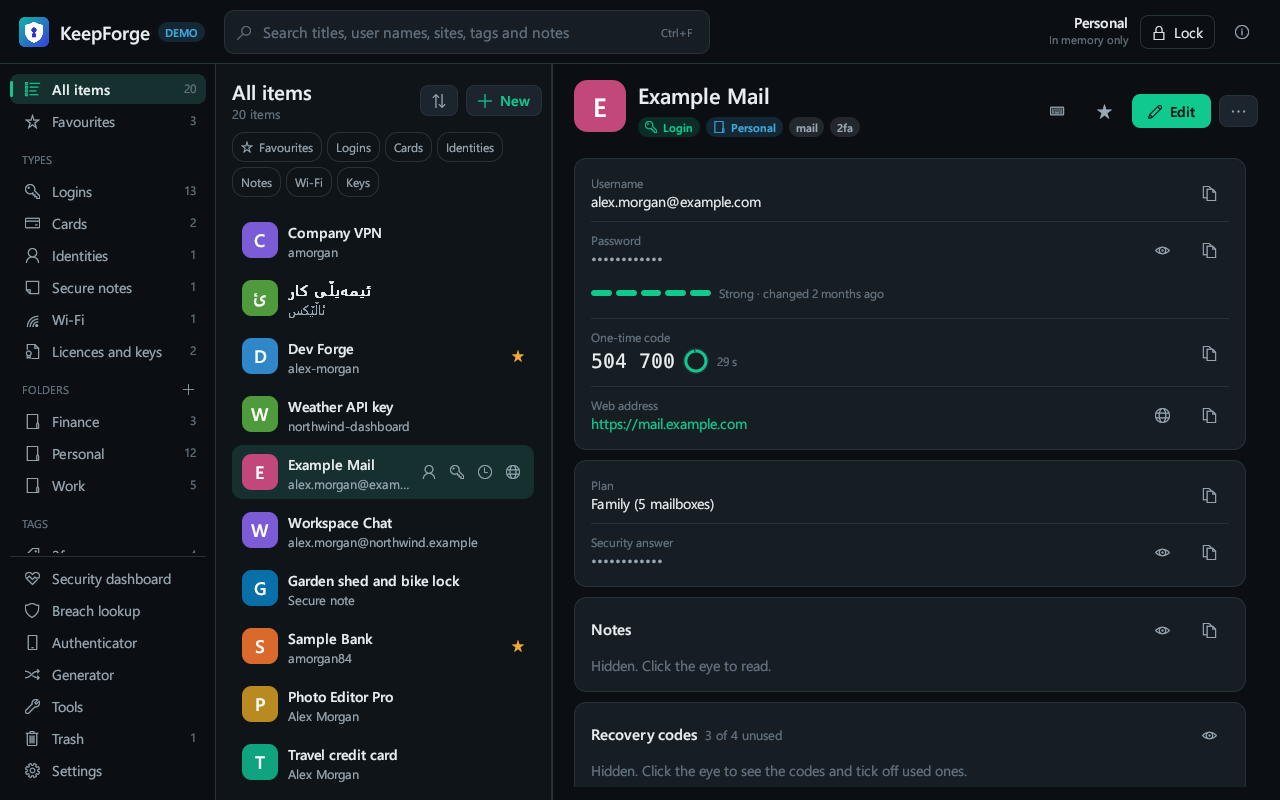 KeepForge DEMO
Search titles, user names, sites, tags and notes Ctrl+F
Personal
In memory only
Lock
All items 20
Favourites 3
TYPES
Logins 13
Cards 2
Identities 1
Secure notes 1
Wi-Fi 1
Licences and keys 2
FOLDERS
Finance 3
Personal 12
Work 5
TAGS
Security dashboard
Breach lookup
Authenticator
Generator
Tools
Trash 1
Settings
All items
20 items
New
Favourites Logins Cards Identities
Notes Wi-Fi Keys
C Company VPN
amorgan
ئ ئیمەیڵی کار
ئاڵێکس
D Dev Forge
alex-morgan
W Weather API key
northwind-dashboard
E Example Mail
alex.morgan@exam...
W Workspace Chat
alex.morgan@northwind.example
G Garden shed and bike lock
Secure note
S Sample Bank
amorgan84
P Photo Editor Pro
Alex Morgan
T Travel credit card
Alex Morgan
E Example Mail
Login Personal mail 2fa
Edit
Username
alex.morgan@example.com
Password
••••••••••••
Strong · changed 2 months ago
One-time code
504 700 29 s
Web address
https://mail.example.com
Plan
Family (5 mailboxes)
Security answer
••••••••••••
Notes
Hidden. Click the eye to read.
Recovery codes 3 of 4 unused
Hidden. Click the eye to see the codes and tick off used ones.